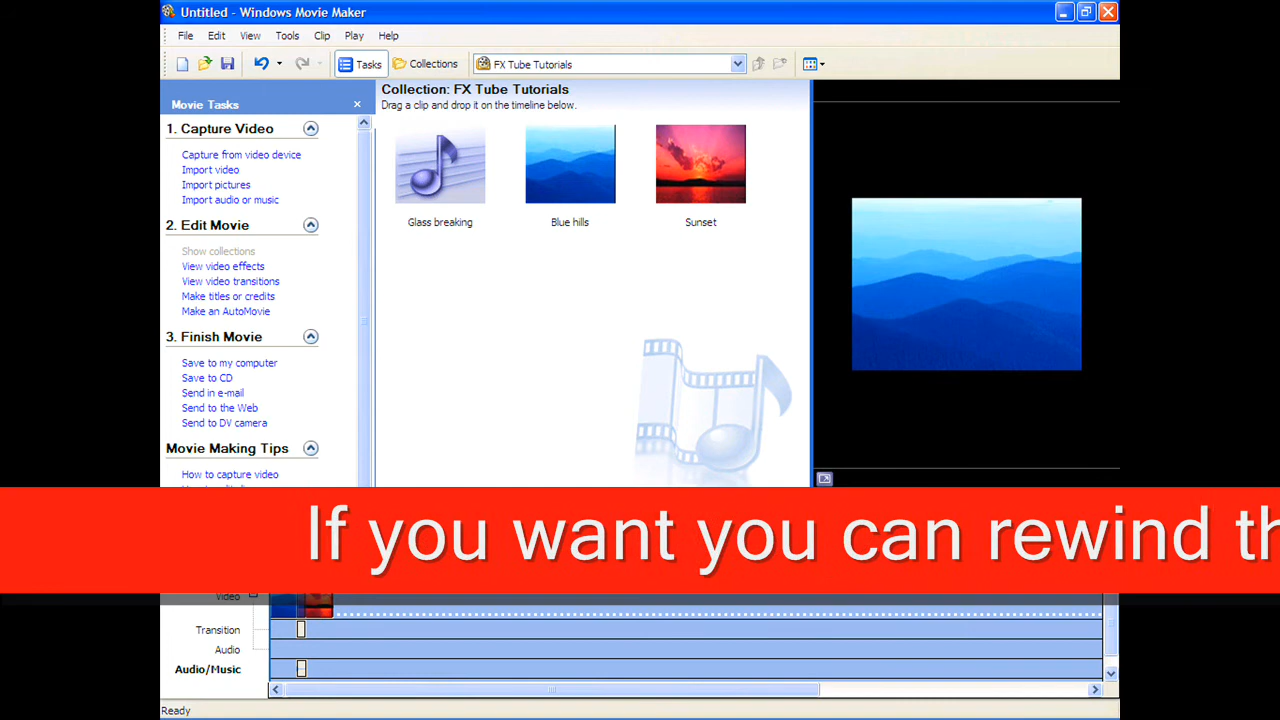 Untitled - Windows Movie Maker
File Edit View Tools Clip Play Help
Tasks Collections FX Tube Tutorials
Movie Tasks
1. Capture Video
Capture from video device
Import video
Import pictures
Import audio or music
2. Edit Movie
Show collections
View video effects
View video transitions
Make titles or credits
Make an AutoMovie
3. Finish Movie
Save to my computer
Save to CD
Send in e-mail
Send to the Web
Send to DV camera
Movie Making Tips
How to capture video
Collection: FX Tube Tutorials
Drag a clip and drop it on the timeline below.
Glass breaking
Blue hills
Sunset
If you want you can rewind th
Video
Transition
Audio
Audio/Music
Ready